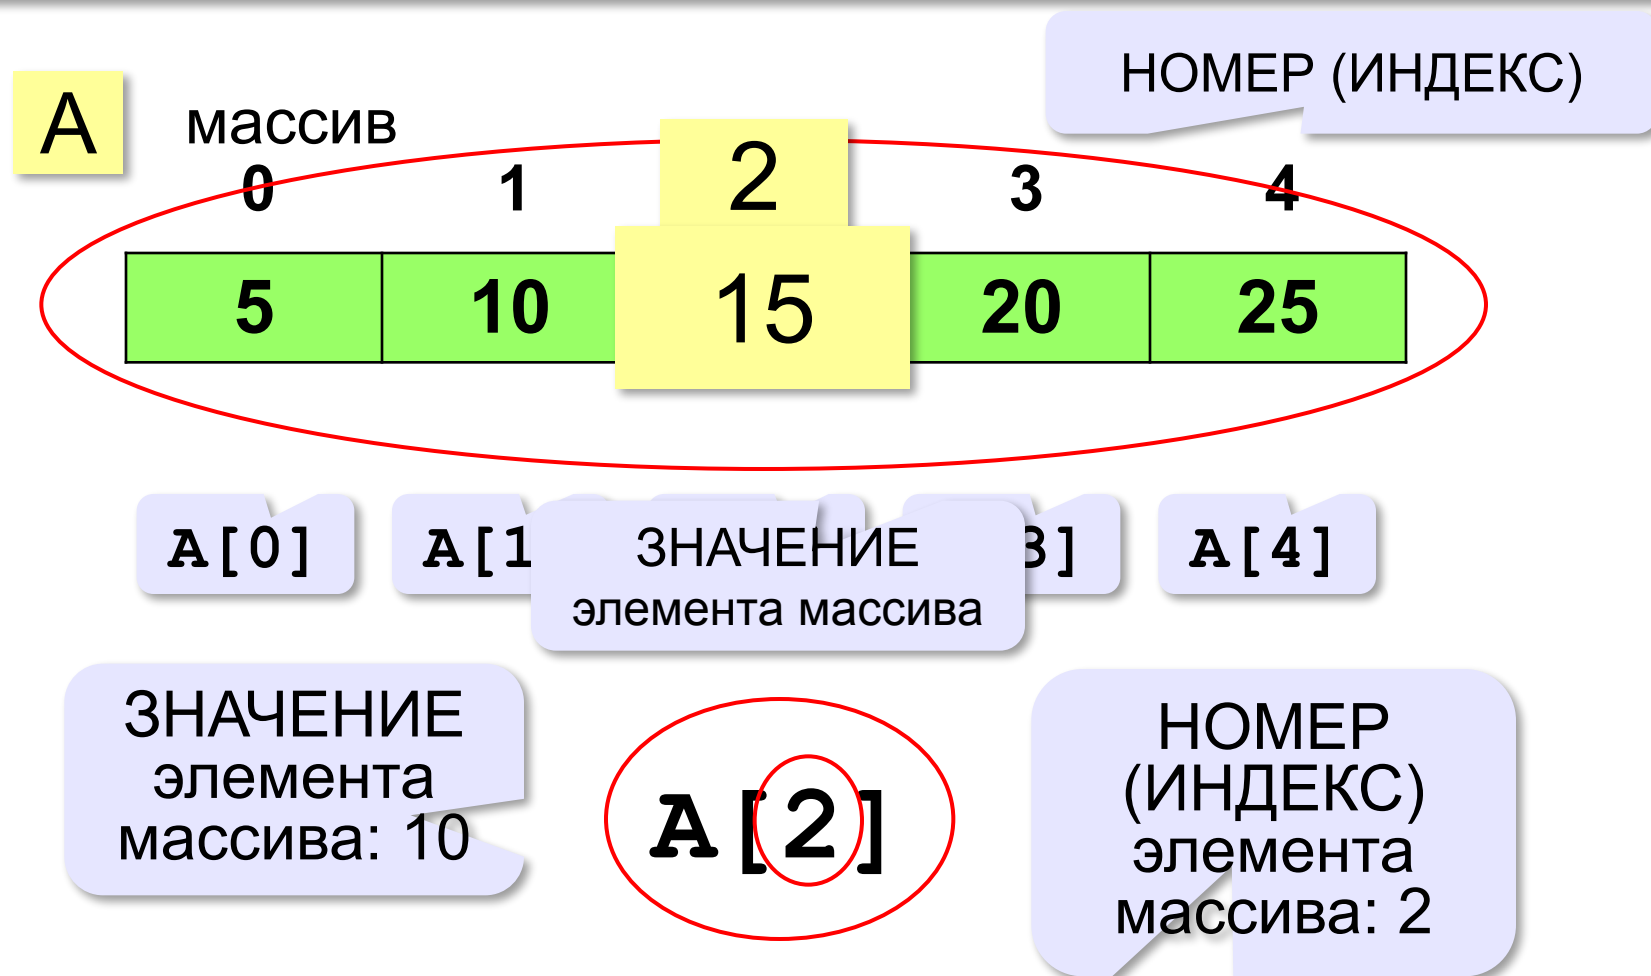 НОМЕР (ИНДЕКС)
A
массив
0 1 2 3 4
5 10 15 20 25
A[0] A[1 3] A[4]
ЗНАЧЕНИЕ
элемента массива
ЗНАЧЕНИЕ
элемента
массива: 10
A[2]
НОМЕР
(ИНДЕКС)
элемента
массива: 2